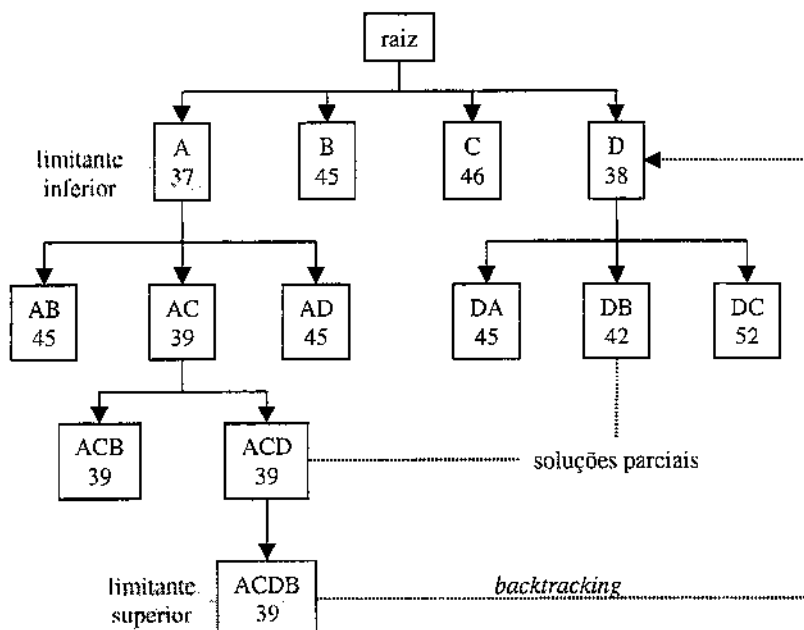 raiz
limitante
inferior
A
37
B
45
C
46
D
38
AB
45
AC
39
AD
45
DA
45
DB
42
DC
52
ACB
39
ACD
39
soluções parciais
limitante
superior
ACDB
39
backtracking